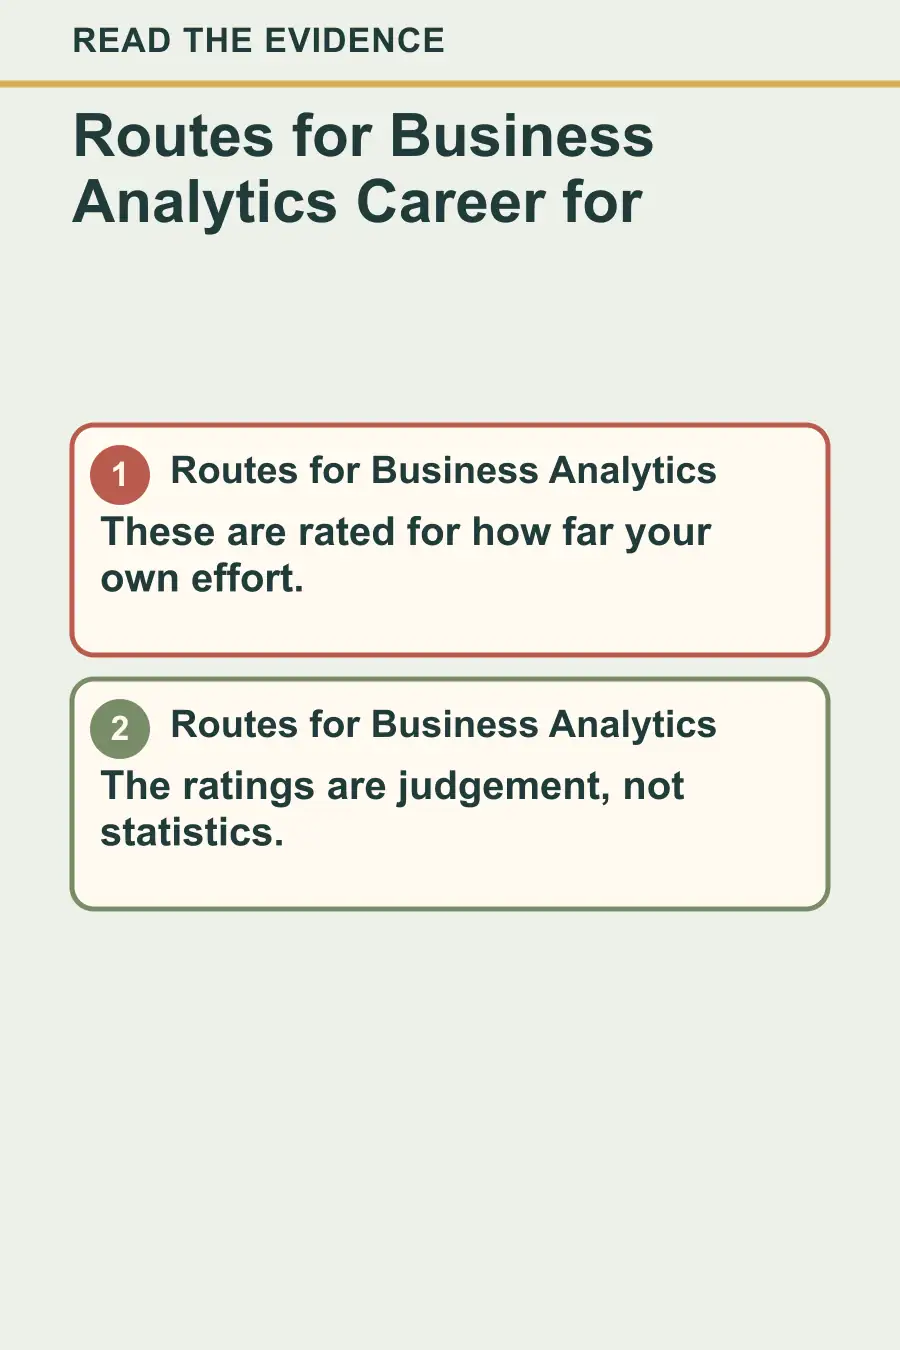 READ THE EVIDENCE
Routes for Business
Analytics Career for
1 Routes for Business Analytics
These are rated for how far your
own effort.
2 Routes for Business Analytics
The ratings are judgement, not
statistics.